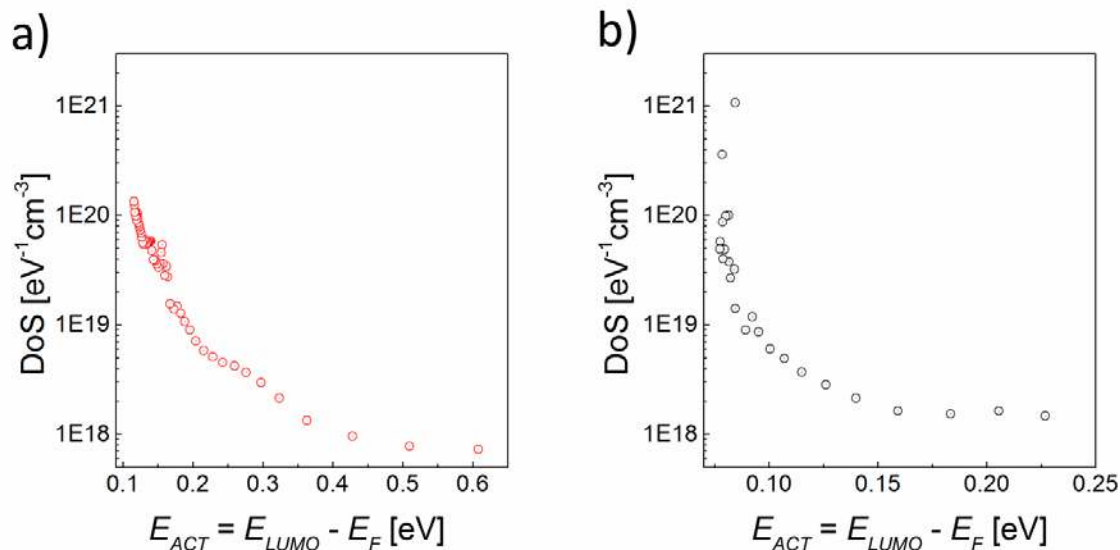 a)
DoS [eV⁻¹cm⁻³]
1E21
1E20
1E19
1E18
0.1 0.2 0.3 0.4 0.5 0.6
E_ACT = E_LUMO - E_F [eV]
b)
DoS [eV⁻¹cm⁻³]
1E21
1E20
1E19
1E18
0.10 0.15 0.20 0.25
E_ACT = E_LUMO - E_F [eV]